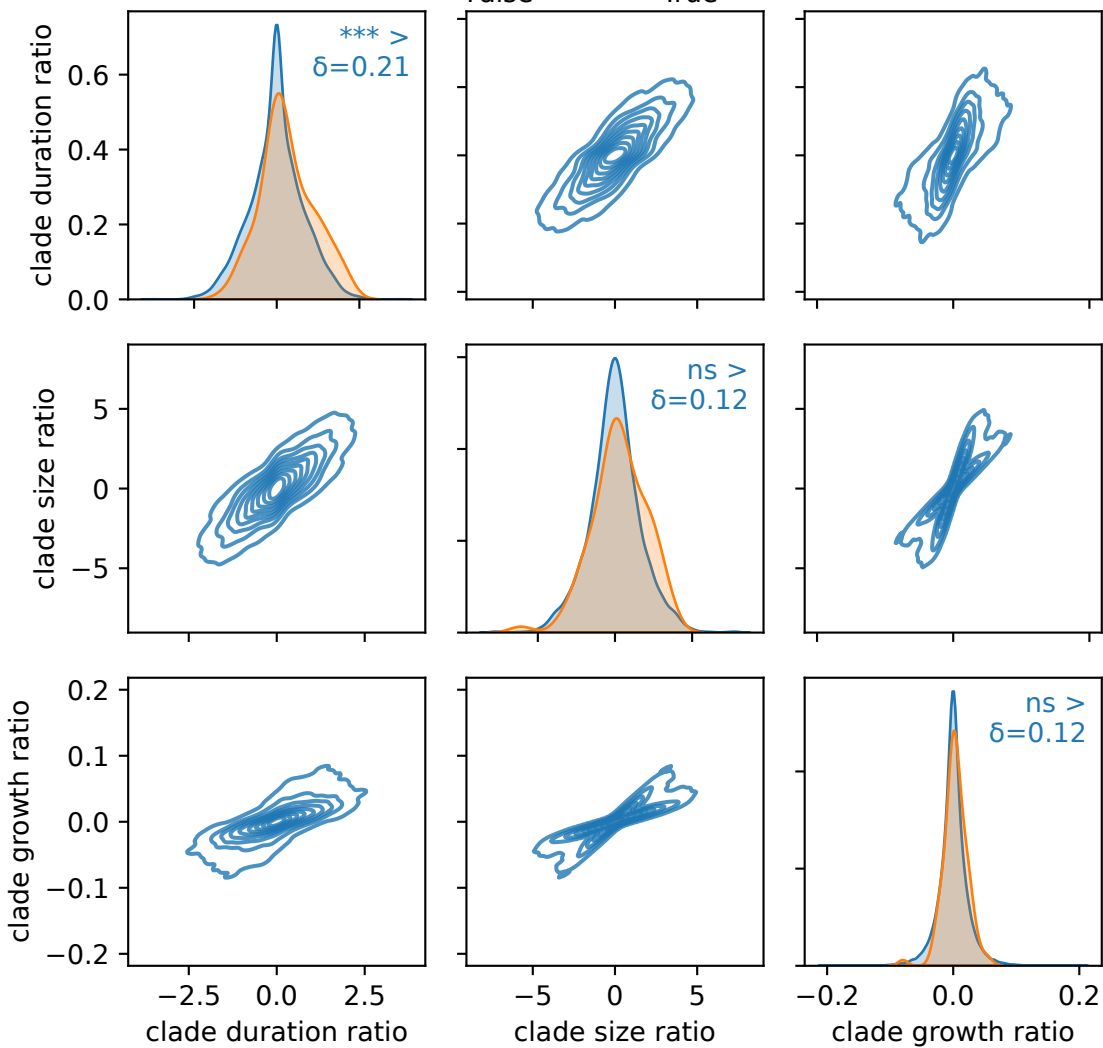 False True
clade duration ratio
0.6
0.4
0.2
0.0
*** >
δ=0.21
clade size ratio
5
0
−5
ns >
δ=0.12
clade growth ratio
0.2
0.1
0.0
−0.1
−0.2
ns >
δ=0.12
−2.5 0.0 2.5
−5 0 5
−0.2 0.0 0.2
clade duration ratio
clade size ratio
clade growth ratio